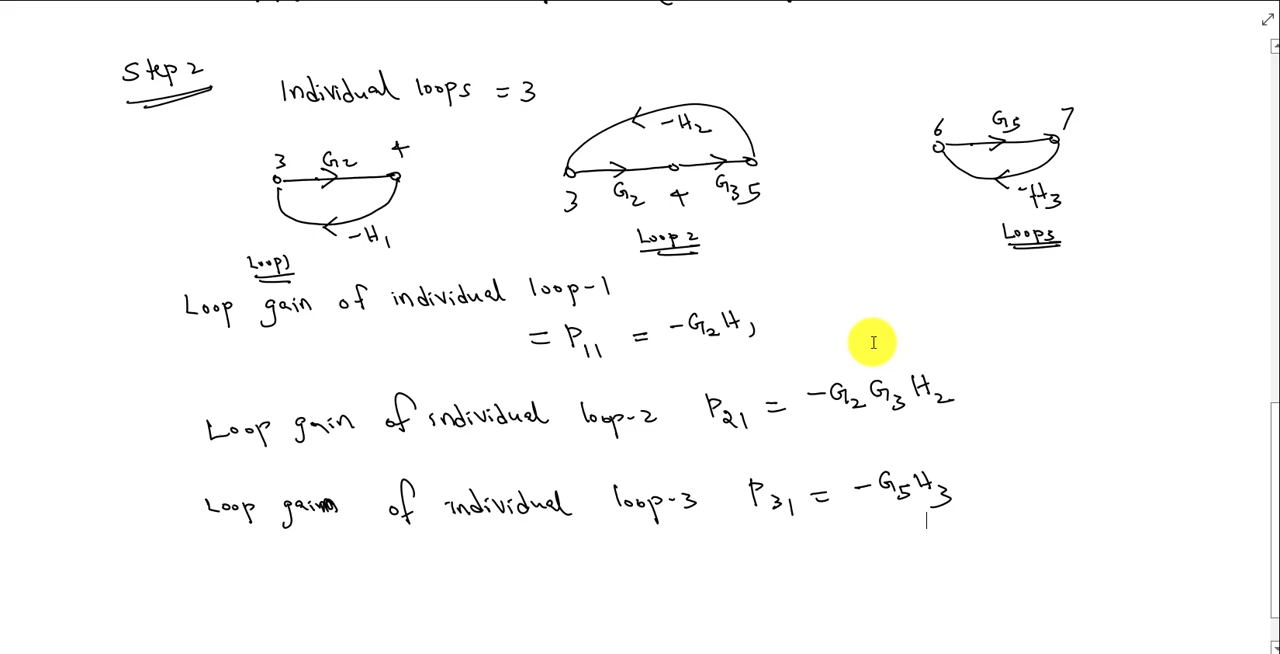 Step 2
Individual loops = 3
3 G₂ 4
-H₁
Loop1
-H₂
3 G₂ 4 G₃ 5
Loop 2
6 G₅ 7
-H₃
Loop3
Loop gain of individual loop-1
= P₁₁ = -G₂H₁
Loop gain of individual loop-2 P₂₁ = -G₂G₃H₂
Loop gain of individual loop-3 P₃₁ = -G₅H₃